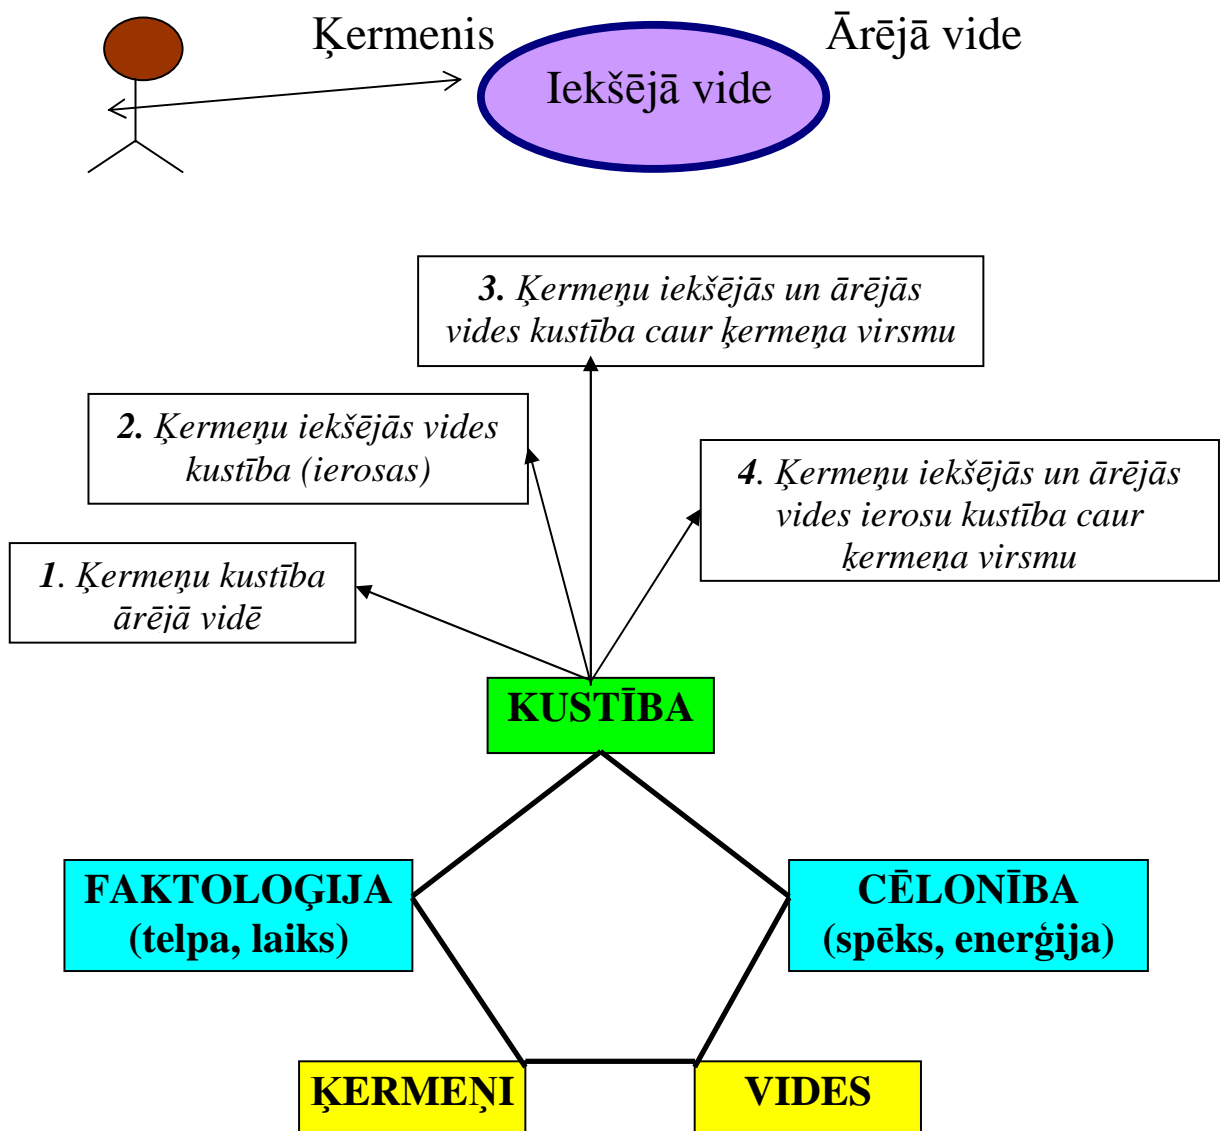 Ķermenis
Ārējā vide
Iekšējā vide
3. Ķermeņu iekšējās un ārējās
vides kustība caur ķermeņa virsmu
2. Ķermeņu iekšējās vides
kustība (ierosas)
4. Ķermeņu iekšējās un ārējās
vides ierosu kustība caur
ķermeņa virsmu
1. Ķermeņu kustība
ārējā vidē
KUSTĪBA
FAKTOLOĢIJA
(telpa, laiks)
CĒLONĪBA
(spēks, enerģija)
ĶERMEŅI
VIDES